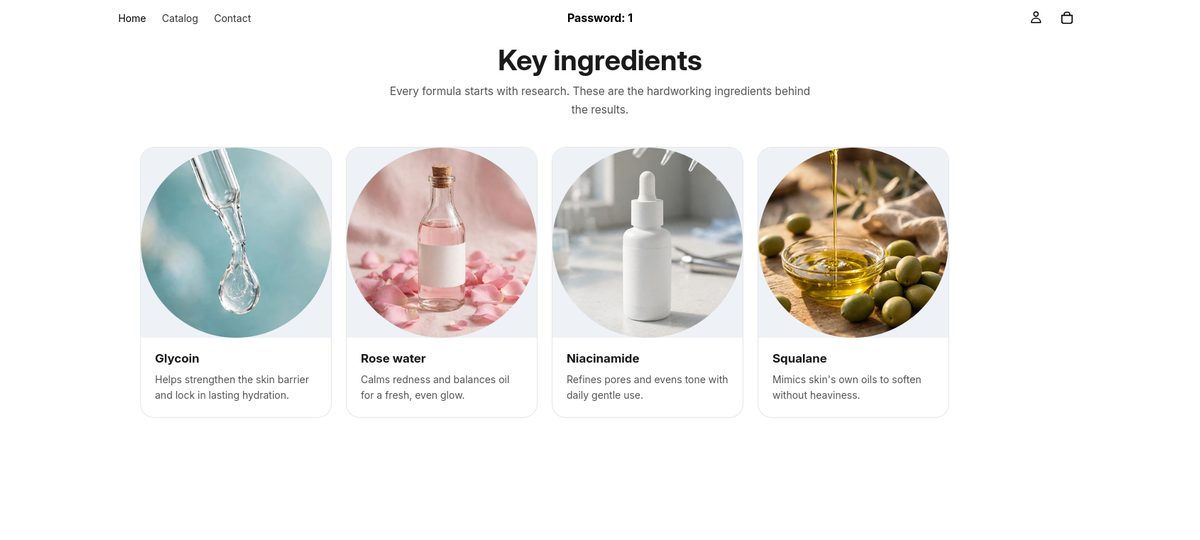 Home Catalog Contact Password: 1
Key ingredients
Every formula starts with research. These are the hardworking ingredients behind
the results.
Glycoin
Helps strengthen the skin barrier
and lock in lasting hydration.
Rose water
Calms redness and balances oil
for a fresh, even glow.
Niacinamide
Refines pores and evens tone with
daily gentle use.
Squalane
Mimics skin's own oils to soften
without heaviness.